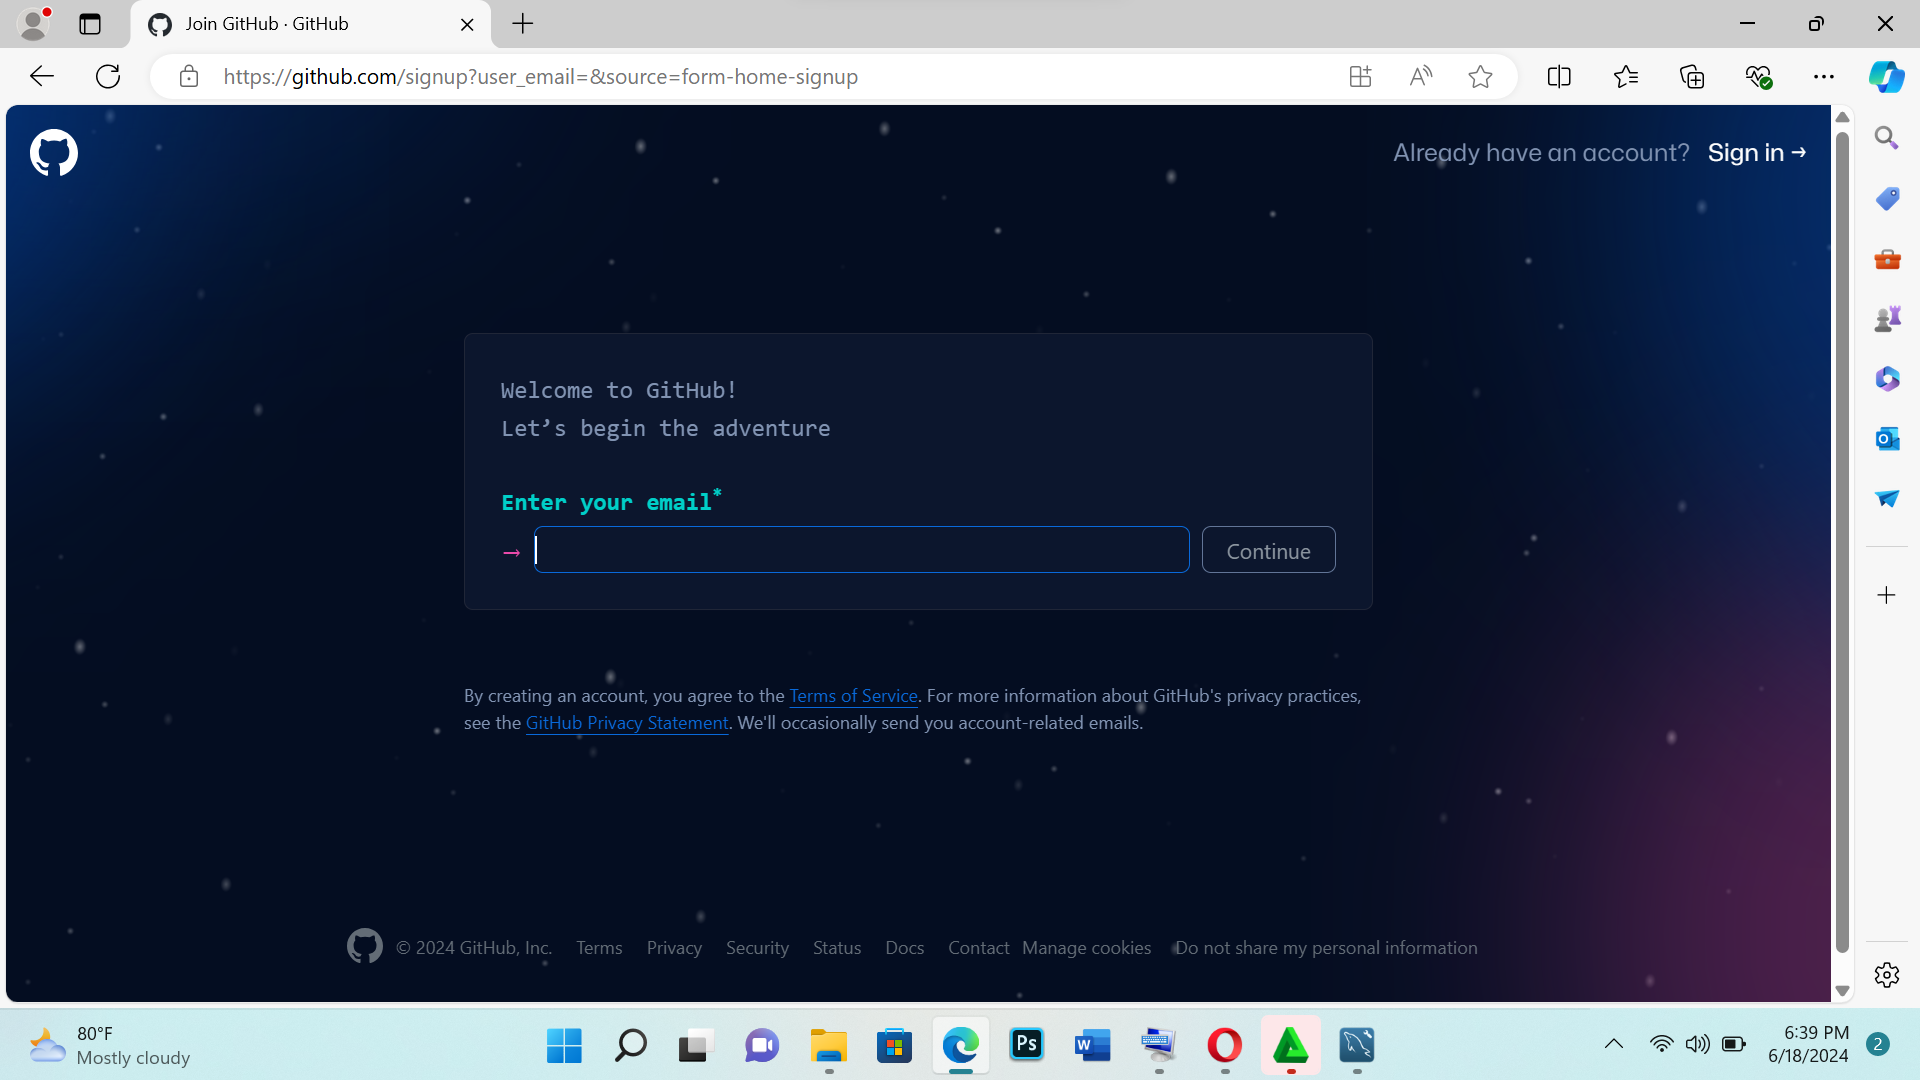 Join GitHub · GitHub
https://github.com/signup?user_email=&source=form-home-signup
Already have an account? Sign in →
Welcome to GitHub!
Let’s begin the adventure
Enter your email*
→
Continue
By creating an account, you agree to the Terms of Service. For more information about GitHub's privacy practices,
see the GitHub Privacy Statement. We'll occasionally send you account-related emails.
© 2024 GitHub, Inc. Terms Privacy Security Status Docs Contact Manage cookies Do not share my personal information
80°F
Mostly cloudy
Ps
6:39 PM
6/18/2024
2